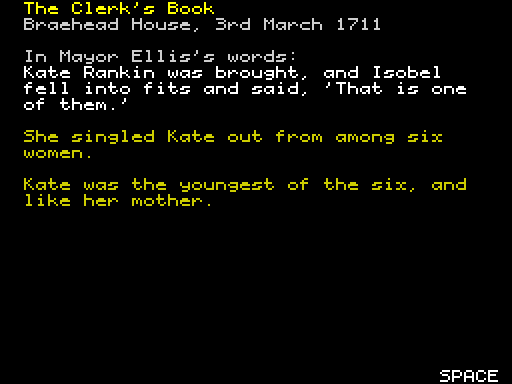 The Clerk's Book
Braehead House, 3rd March 1711
In Mayor Ellis's words:
Kate Rankin was brought, and Isobel
fell into fits and said, 'That is one
of them.'
She singled Kate out from among six
women.
Kate was the youngest of the six, and
like her mother.
SPACE